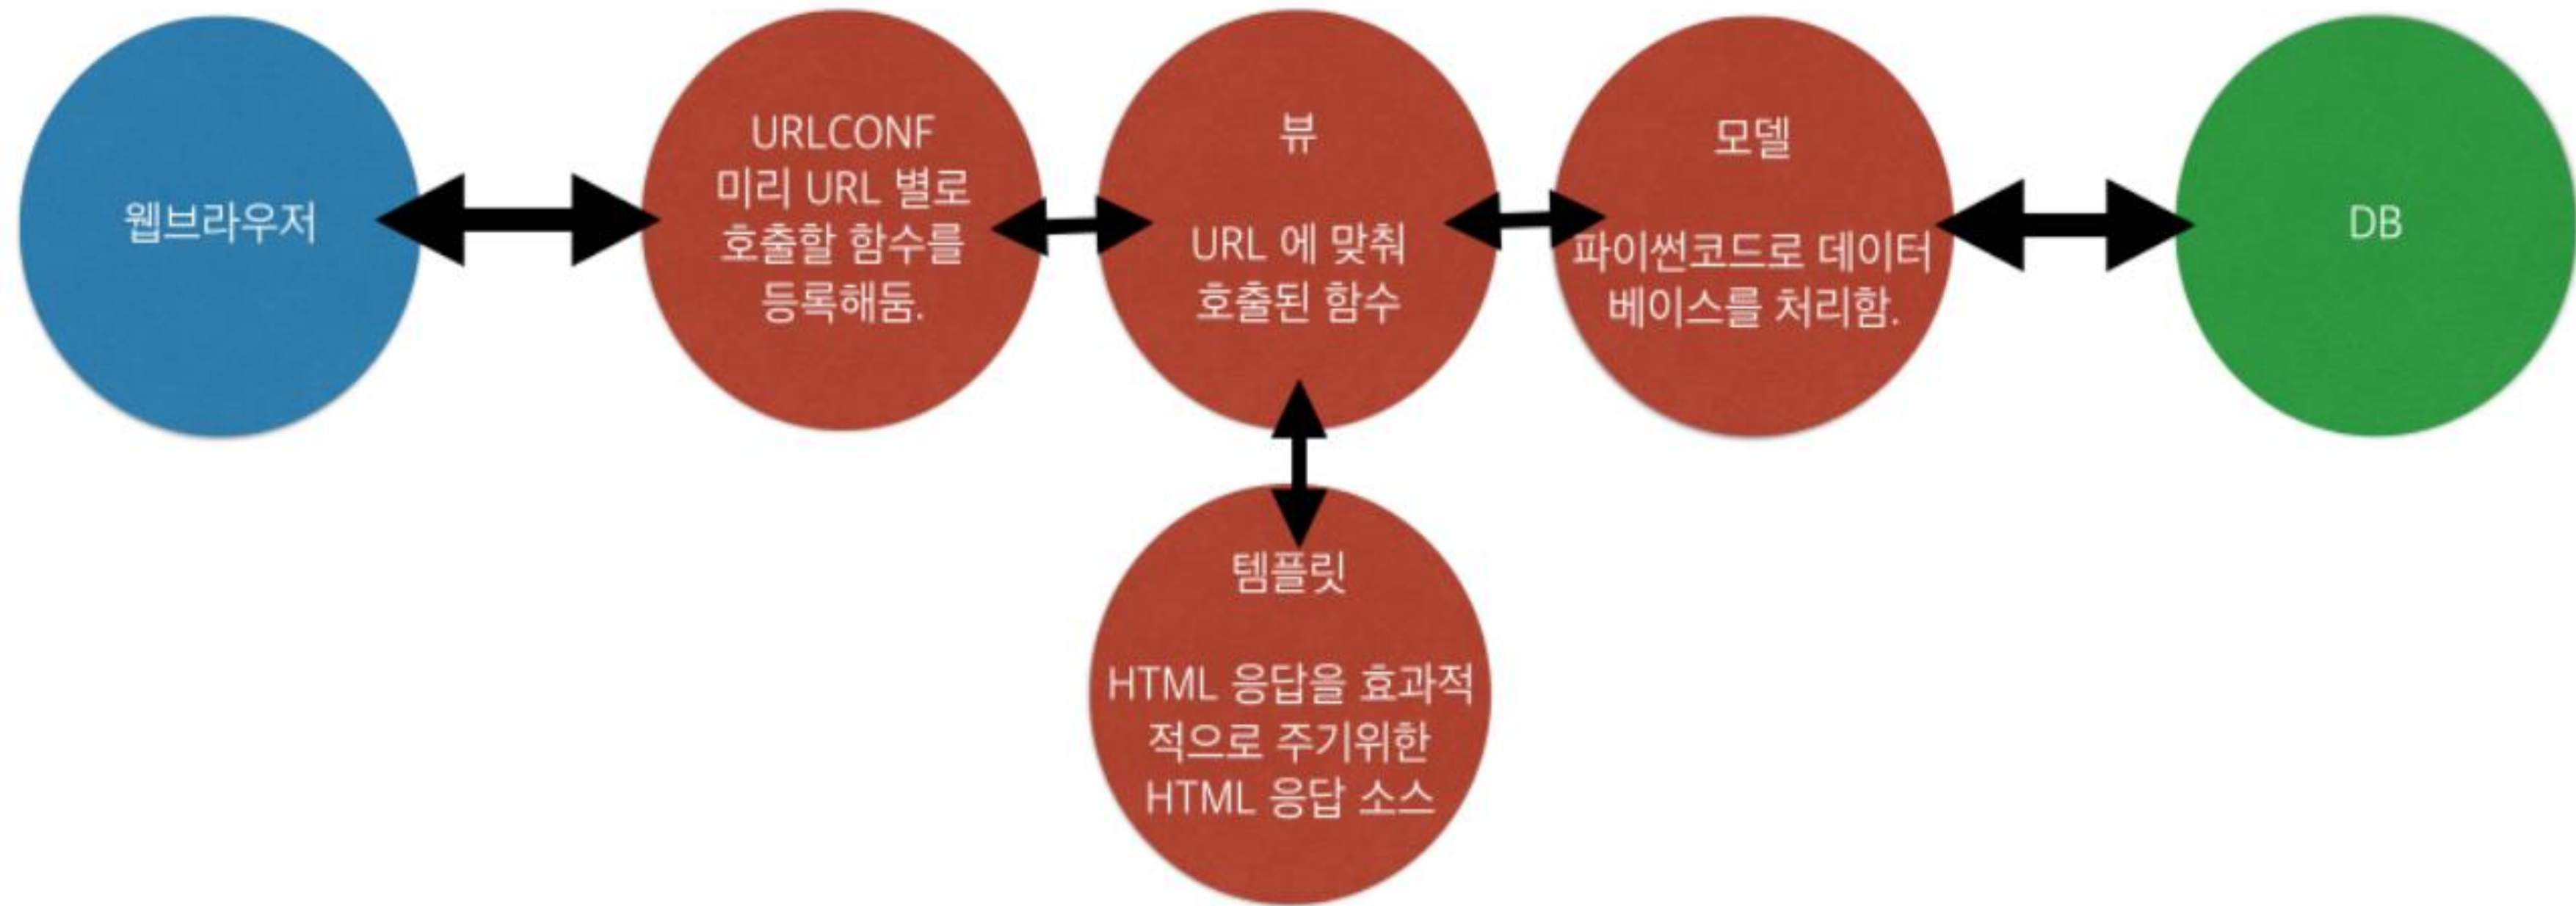 웹브라우저
URLCONF
미리 URL 별로
호출할 함수를
등록해둠.
뷰
URL 에 맞춰
호출된 함수
모델
파이썬코드로 데이터
베이스를 처리함.
DB
템플릿
HTML 응답을 효과적
적으로 주기위한
HTML 응답 소스